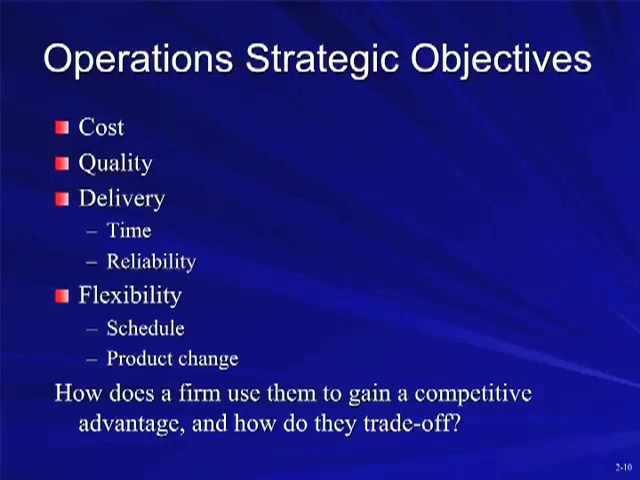 Operations Strategic Objectives
Cost
Quality
Delivery
– Time
– Reliability
Flexibility
– Schedule
– Product change
How does a firm use them to gain a competitive
advantage, and how do they trade-off?
2-10